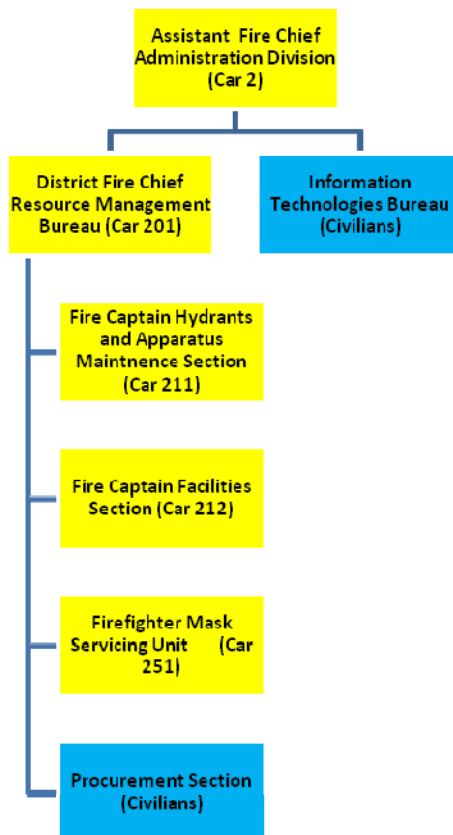 Assistant Fire Chief
Administration Division
(Car 2)
District Fire Chief
Resource Management
Bureau (Car 201)
Information
Technologies Bureau
(Civilians)
Fire Captain Hydrants
and Apparatus
Maintnence Section
(Car 211)
Fire Captain Facilities
Section (Car 212)
Firefighter Mask
Servicing Unit (Car
251)
Procurement Section
(Civilians)